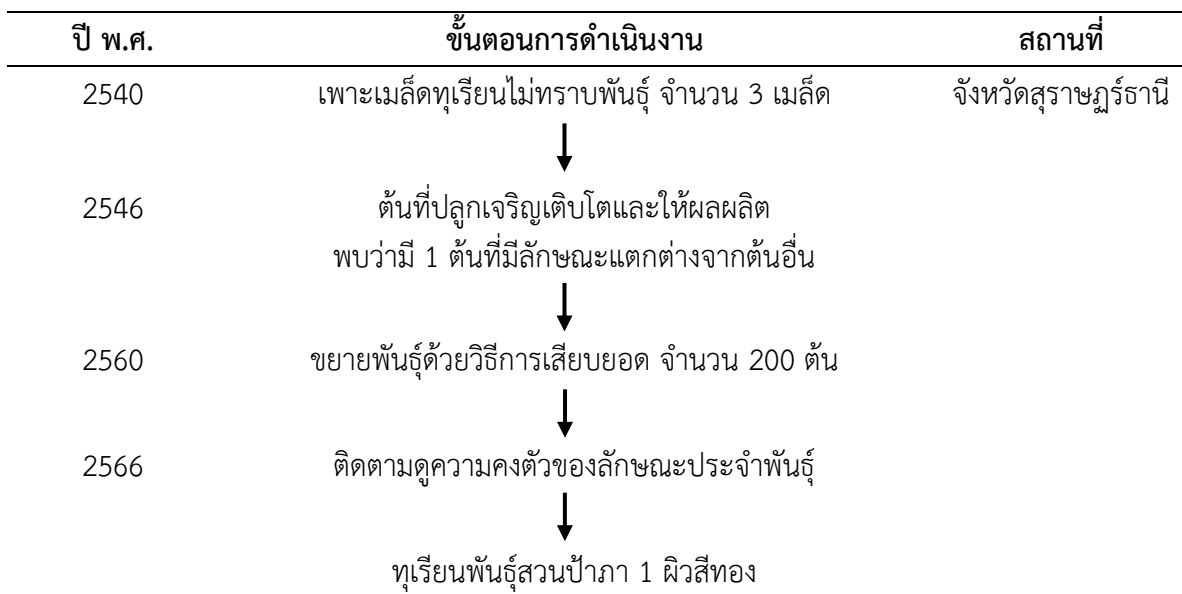 ปี พ.ศ. ขั้นตอนการดำเนินงาน สถานที่
2540 เพาะเมล็ดทุเรียนไม่ทราบพันธุ์ จำนวน 3 เมล็ด จังหวัดสุราษฎร์ธานี
2546 ต้นที่ปลูกเจริญเติบโตและให้ผลผลิต
พบว่ามี 1 ต้นที่มีลักษณะแตกต่างจากต้นอื่น
2560 ขยายพันธุ์ด้วยวิธีการเสียบยอด จำนวน 200 ต้น
2566 ติดตามดูความคงตัวของลักษณะประจำพันธุ์
ทุเรียนพันธุ์สวนป้าภา 1 ผิวสีทอง